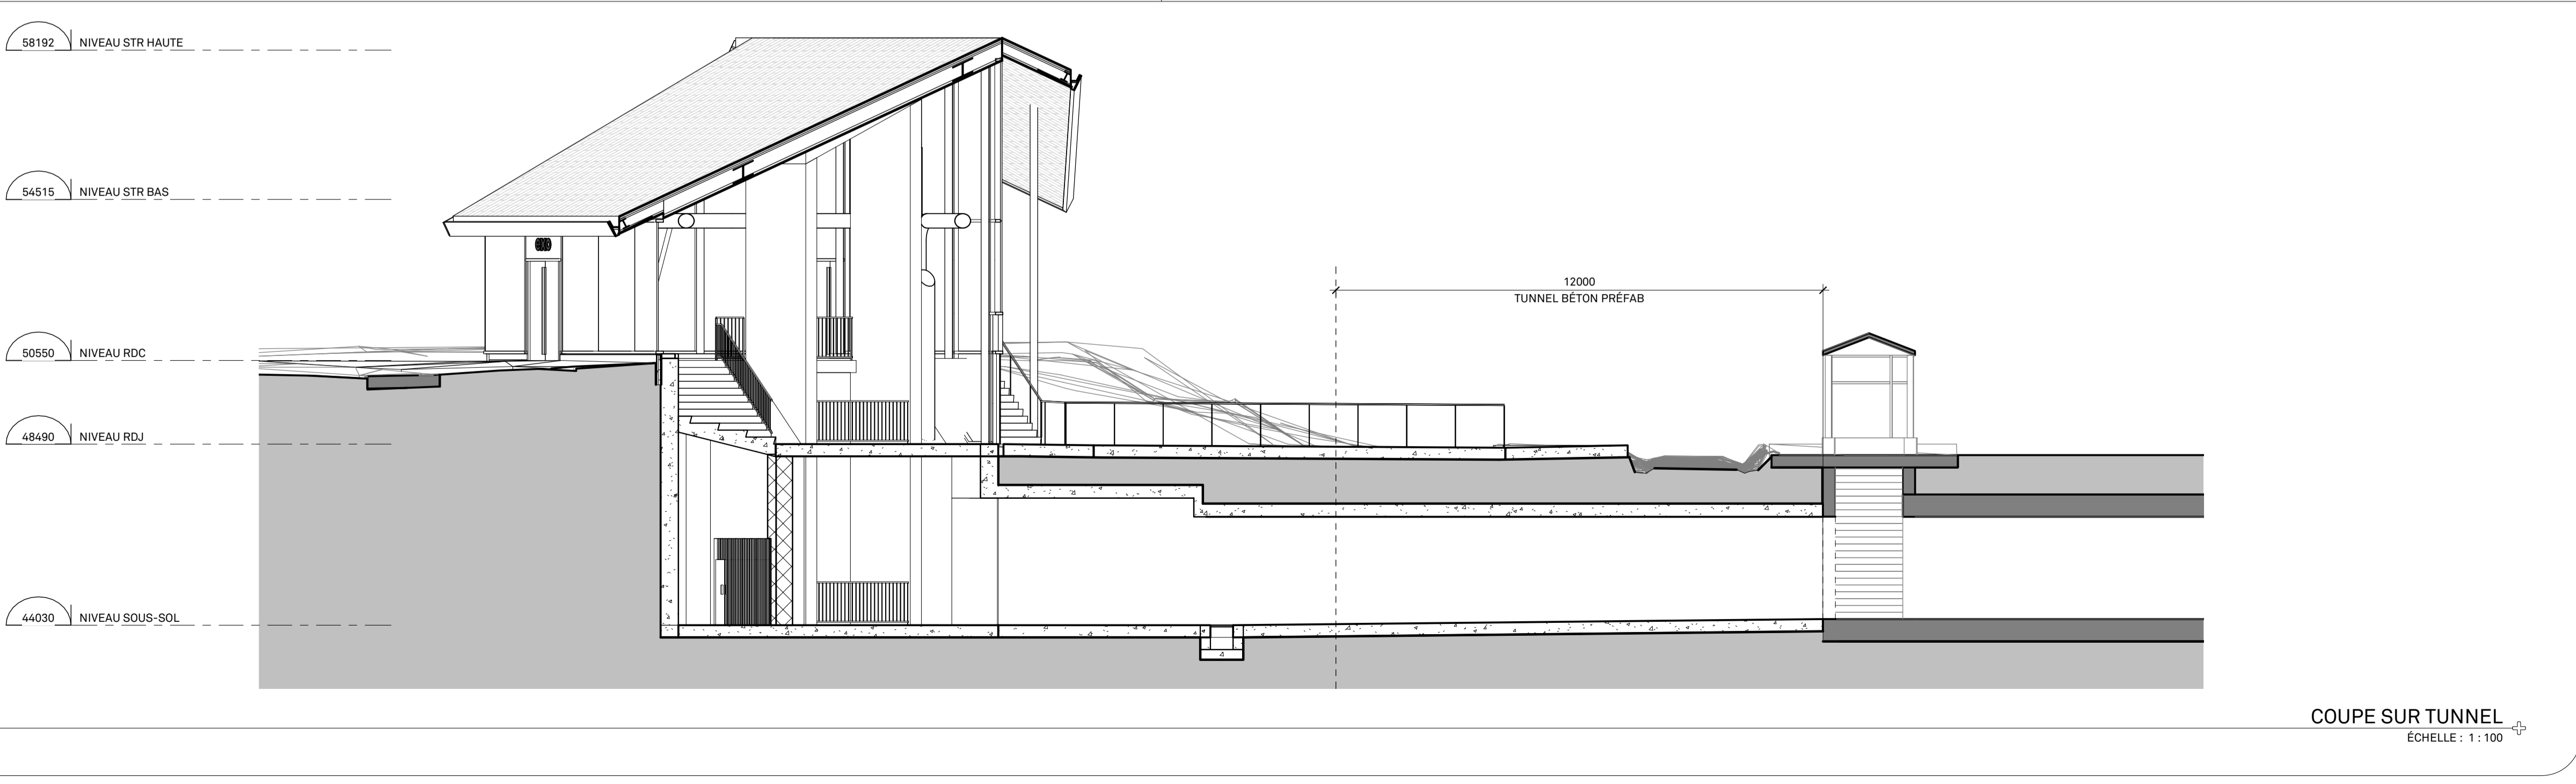 58192 NIVEAU STR HAUTE
54515 NIVEAU STR BAS
12000
TUNNEL BÉTON PRÉFAB
50550 NIVEAU RDC
48490 NIVEAU RDJ
44030 NIVEAU SOUS-SOL
COUPE SUR TUNNEL
ÉCHELLE : 1 : 100